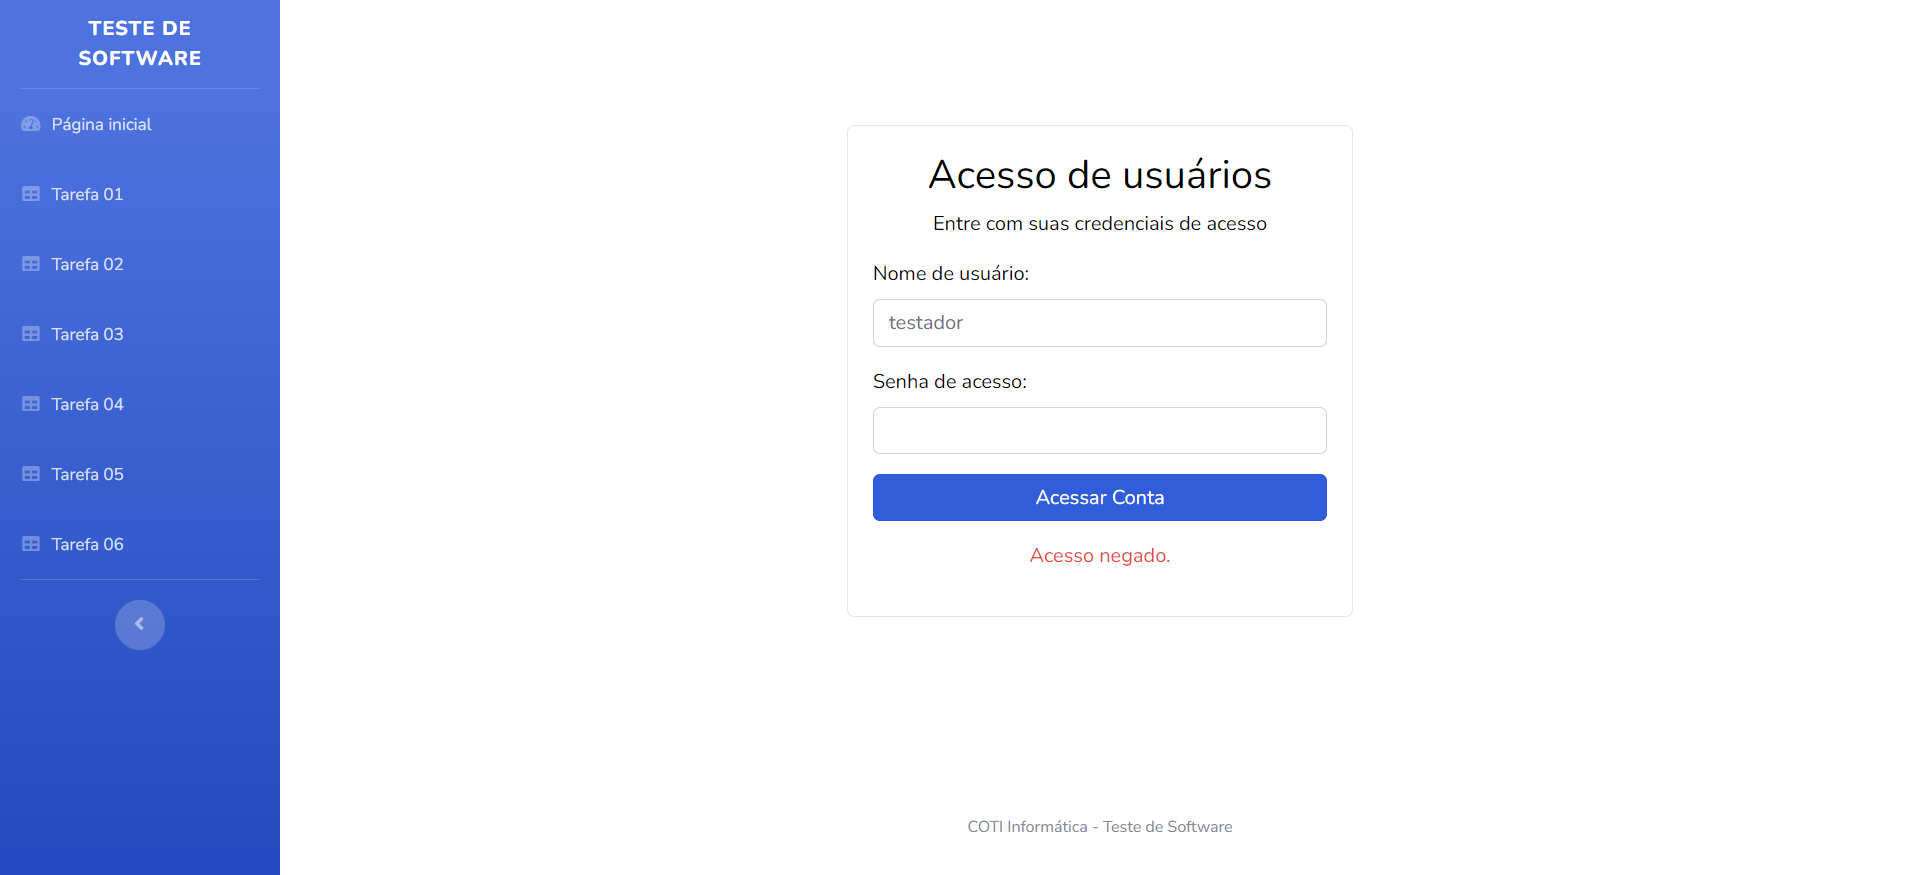 TESTE DE
SOFTWARE
Página inicial
Tarefa 01
Tarefa 02
Tarefa 03
Tarefa 04
Tarefa 05
Tarefa 06
Acesso de usuários
Entre com suas credenciais de acesso
Nome de usuário:
testador
Senha de acesso:
Acessar Conta
Acesso negado.
COTI Informática - Teste de Software